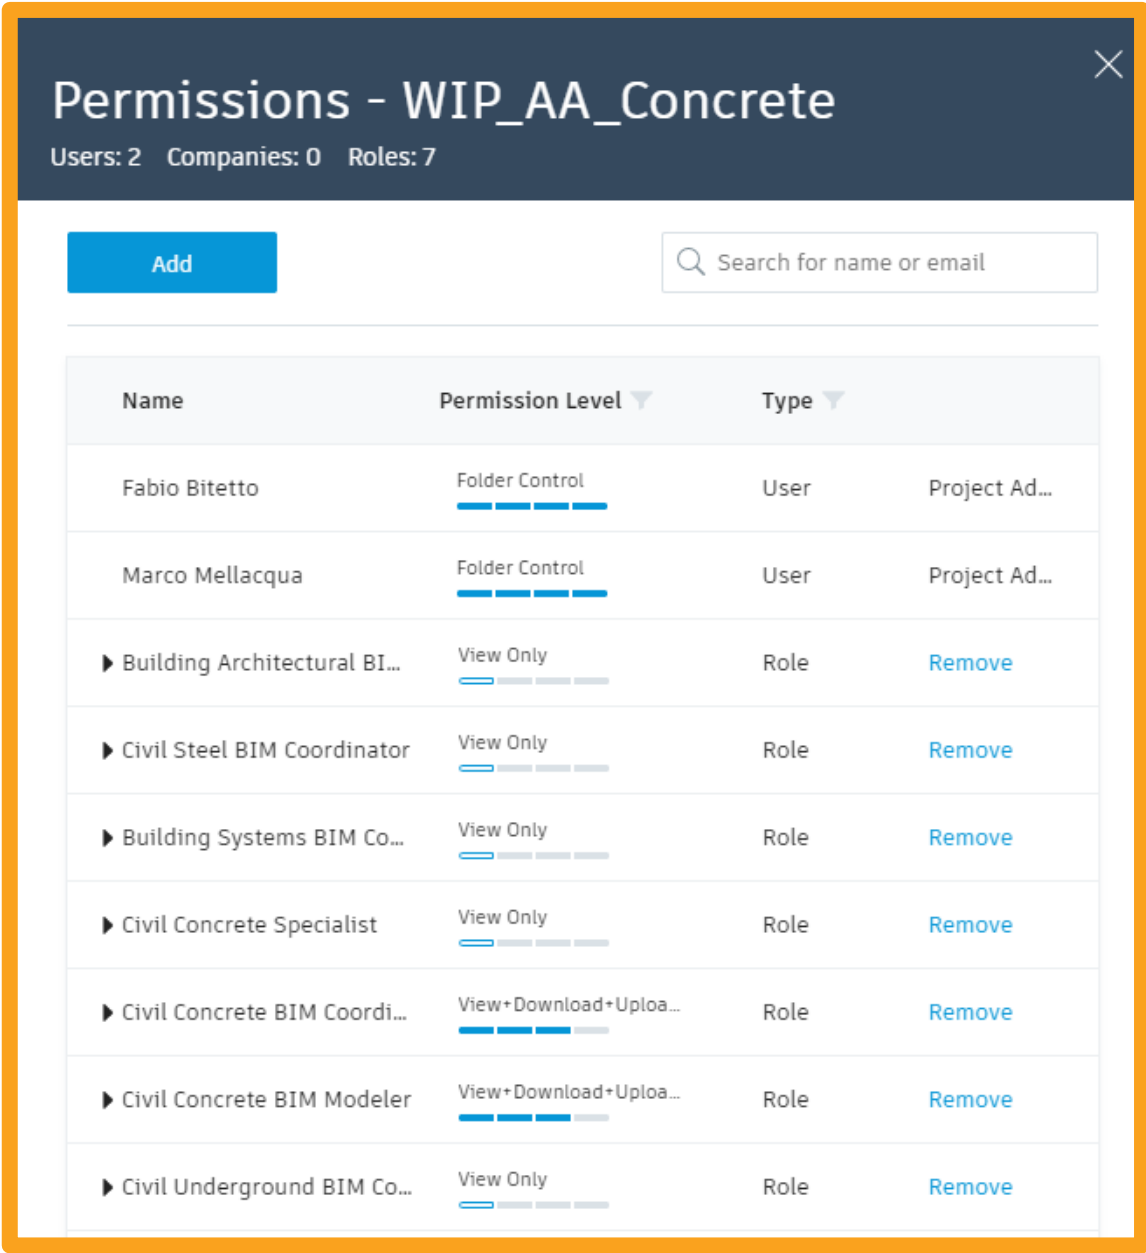 Permissions - WIP_AA_Concrete
Users: 2 Companies: 0 Roles: 7
Add Search for name or email
Name Permission Level Type
Fabio Bitetto Folder Control User Project Ad...
Marco Mellacqua Folder Control User Project Ad...
Building Architectural BI... View Only Role Remove
Civil Steel BIM Coordinator View Only Role Remove
Building Systems BIM Co... View Only Role Remove
Civil Concrete Specialist View Only Role Remove
Civil Concrete BIM Coordi... View+Download+Uploa... Role Remove
Civil Concrete BIM Modeler View+Download+Uploa... Role Remove
Civil Underground BIM Co... View Only Role Remove